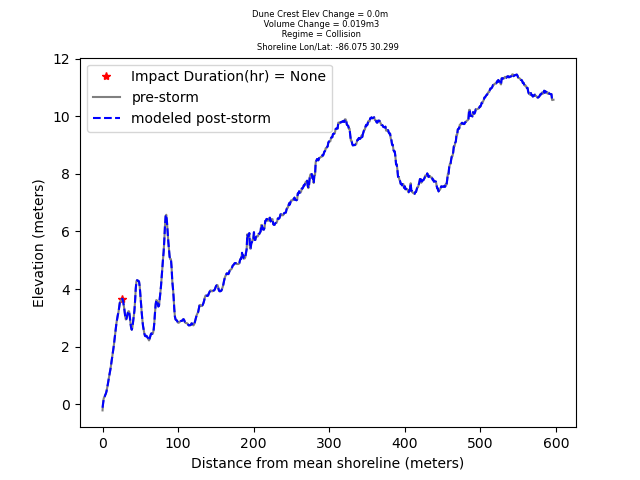 Dune Crest Elev Change = 0.0m
Volume Change = 0.019m3
Regime = Collision
Shoreline Lon/Lat: -86.075 30.299
Impact Duration(hr) = None
pre-storm
modeled post-storm
Elevation (meters)
12
10
8
6
4
2
0
0 100 200 300 400 500 600
Distance from mean shoreline (meters)